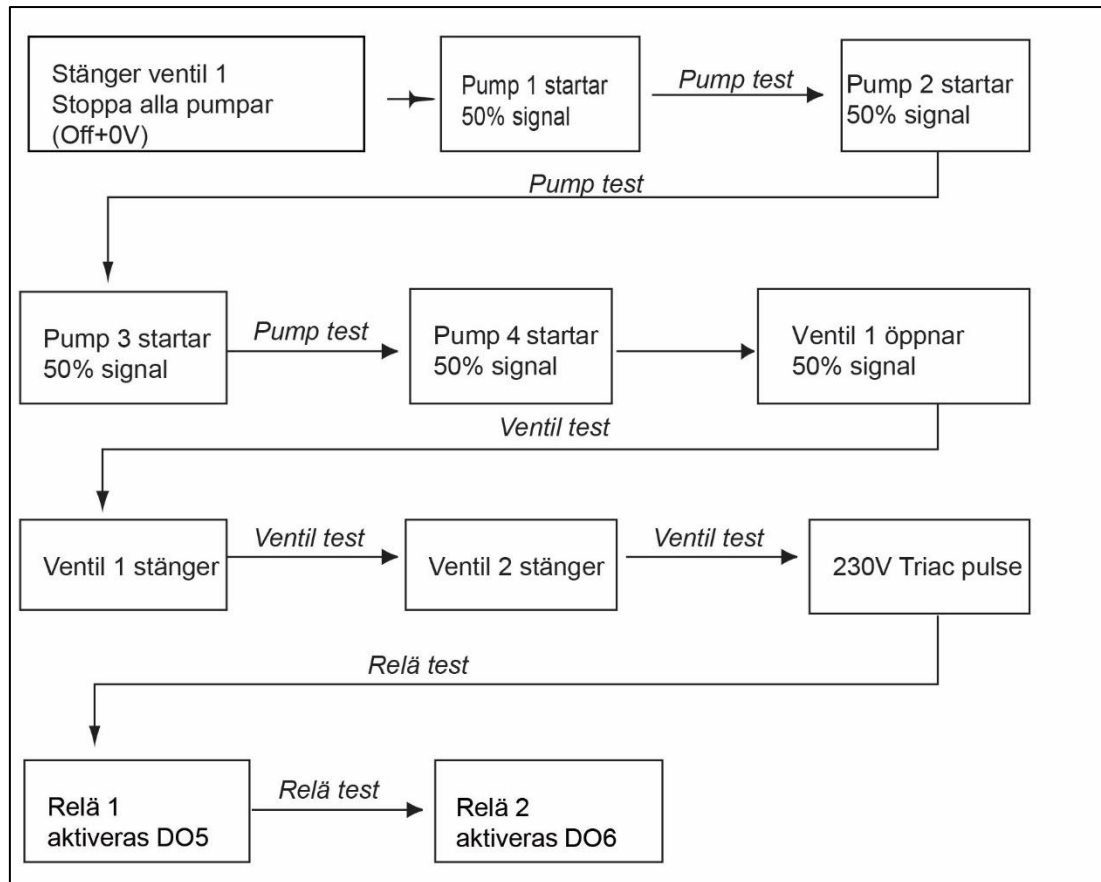 Stänger ventil 1
Stoppa alla pumpar
(Off+0V)
Pump 1 startar
50% signal
Pump test
Pump 2 startar
50% signal
Pump test
Pump 3 startar
50% signal
Pump test
Pump 4 startar
50% signal
Ventil 1 öppnar
50% signal
Ventil test
Ventil 1 stänger
Ventil test
Ventil 2 stänger
Ventil test
230V Triac pulse
Relä test
Relä 1
aktiveras DO5
Relä test
Relä 2
aktiveras DO6